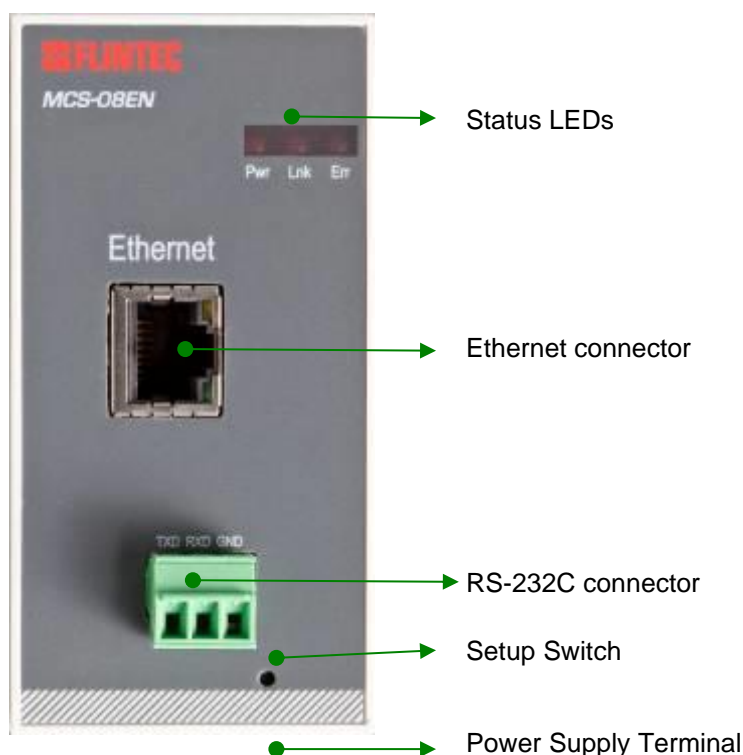 FLINTEC
MCS-08EN
Status LEDs
Pwr Lnk Err
Ethernet
Ethernet connector
TXD RXD GND
RS-232C connector
Setup Switch
Power Supply Terminal